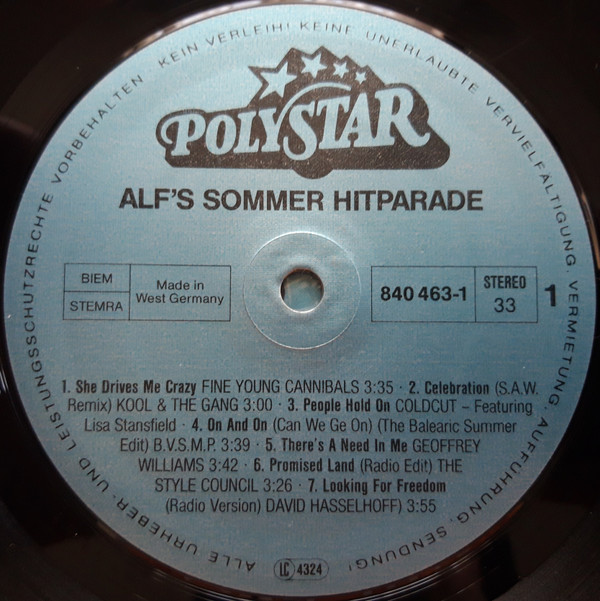 ALLE URHEBER- UND LEISTUNGSSCHUTZRECHTE VORBEHALTEN · KEIN VERLEIH! KEINE UNERLAUBTE VERVIELFÄLTIGUNG, VERMIETUNG, AUFFÜHRUNG, SENDUNG!
POLYSTAR
ALF'S SOMMER HITPARADE
BIEM
STEMRA
Made in
West Germany
840 463-1
STEREO
33
1
1. She Drives Me Crazy FINE YOUNG CANNIBALS 3:35 · 2. Celebration (S.A.W.
Remix) KOOL & THE GANG 3:00 · 3. People Hold On COLDCUT – Featuring
Lisa Stansfield · 4. On And On (Can We Ge On) (The Balearic Summer
Edit) B.V.S.M.P. 3:39 · 5. There's A Need In Me GEOFFREY
WILLIAMS 3:42 · 6. Promised Land (Radio Edit) THE
STYLE COUNCIL 3:26 · 7. Looking For Freedom
(Radio Version) DAVID HASSELHOFF) 3:55
LC 4324